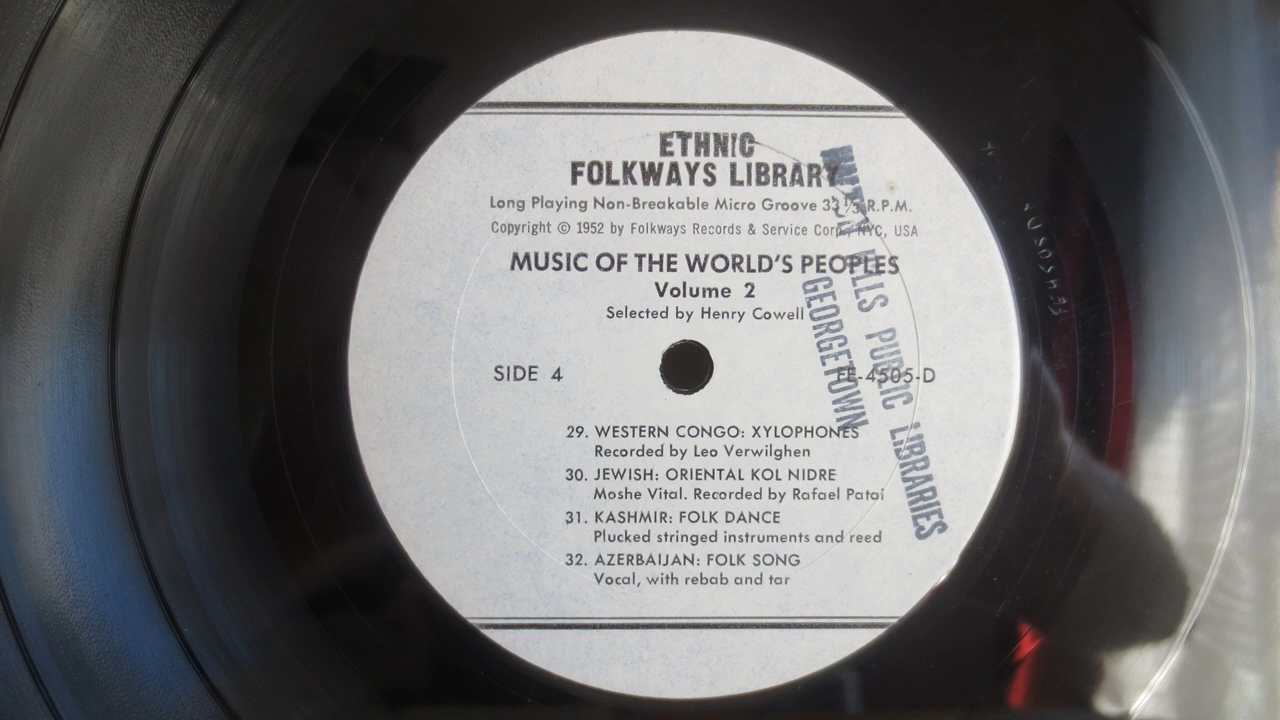 ETHNIC
FOLKWAYS LIBRARY
Long Playing Non-Breakable Micro Groove 33⅓ R.P.M.
Copyright © 1952 by Folkways Records & Service Corp., NYC, USA
MUSIC OF THE WORLD'S PEOPLES
Volume 2
Selected by Henry Cowell
SIDE 4
FE-4505-D
29. WESTERN CONGO: XYLOPHONES
Recorded by Leo Verwilghen
30. JEWISH: ORIENTAL KOL NIDRE
Moshe Vital. Recorded by Rafael Patai
31. KASHMIR: FOLK DANCE
Plucked stringed instruments and reed
32. AZERBAIJAN: FOLK SONG
Vocal, with rebab and tar
PUBLIC LIBRARIES
GEORGETOWN